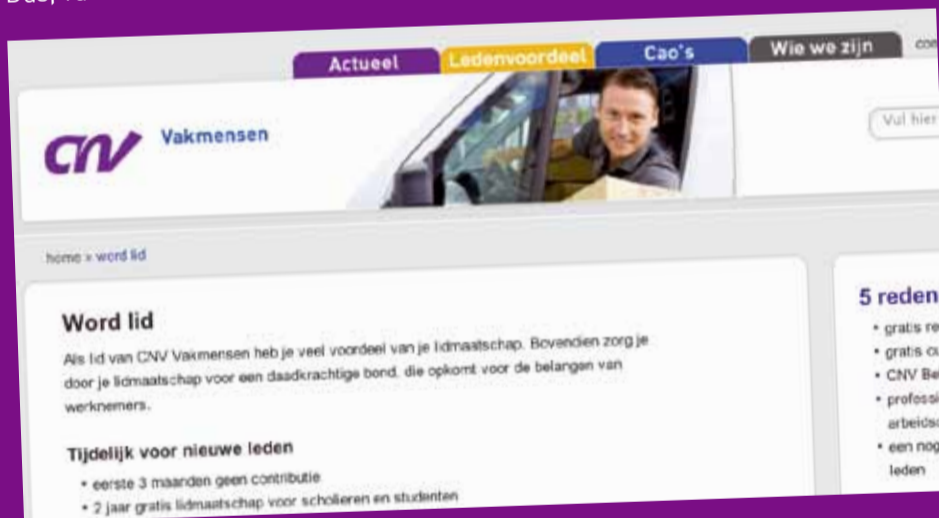 Actueel
Ledenvoordeel
Cao's
Wie we zijn
CNV Vakmensen
Vul hier
home » word lid
Word lid
Als lid van CNV Vakmensen heb je veel voordeel van je lidmaatschap. Bovendien zorg je
door je lidmaatschap voor een daadkrachtige bond, die opkomt voor de belangen van
werknemers.
Tijdelijk voor nieuwe leden
• eerste 3 maanden geen contributie
• 2 jaar gratis lidmaatschap voor scholieren en studenten
5 reden
• gratis
• gratis
• CNV
•
• een nog
leden